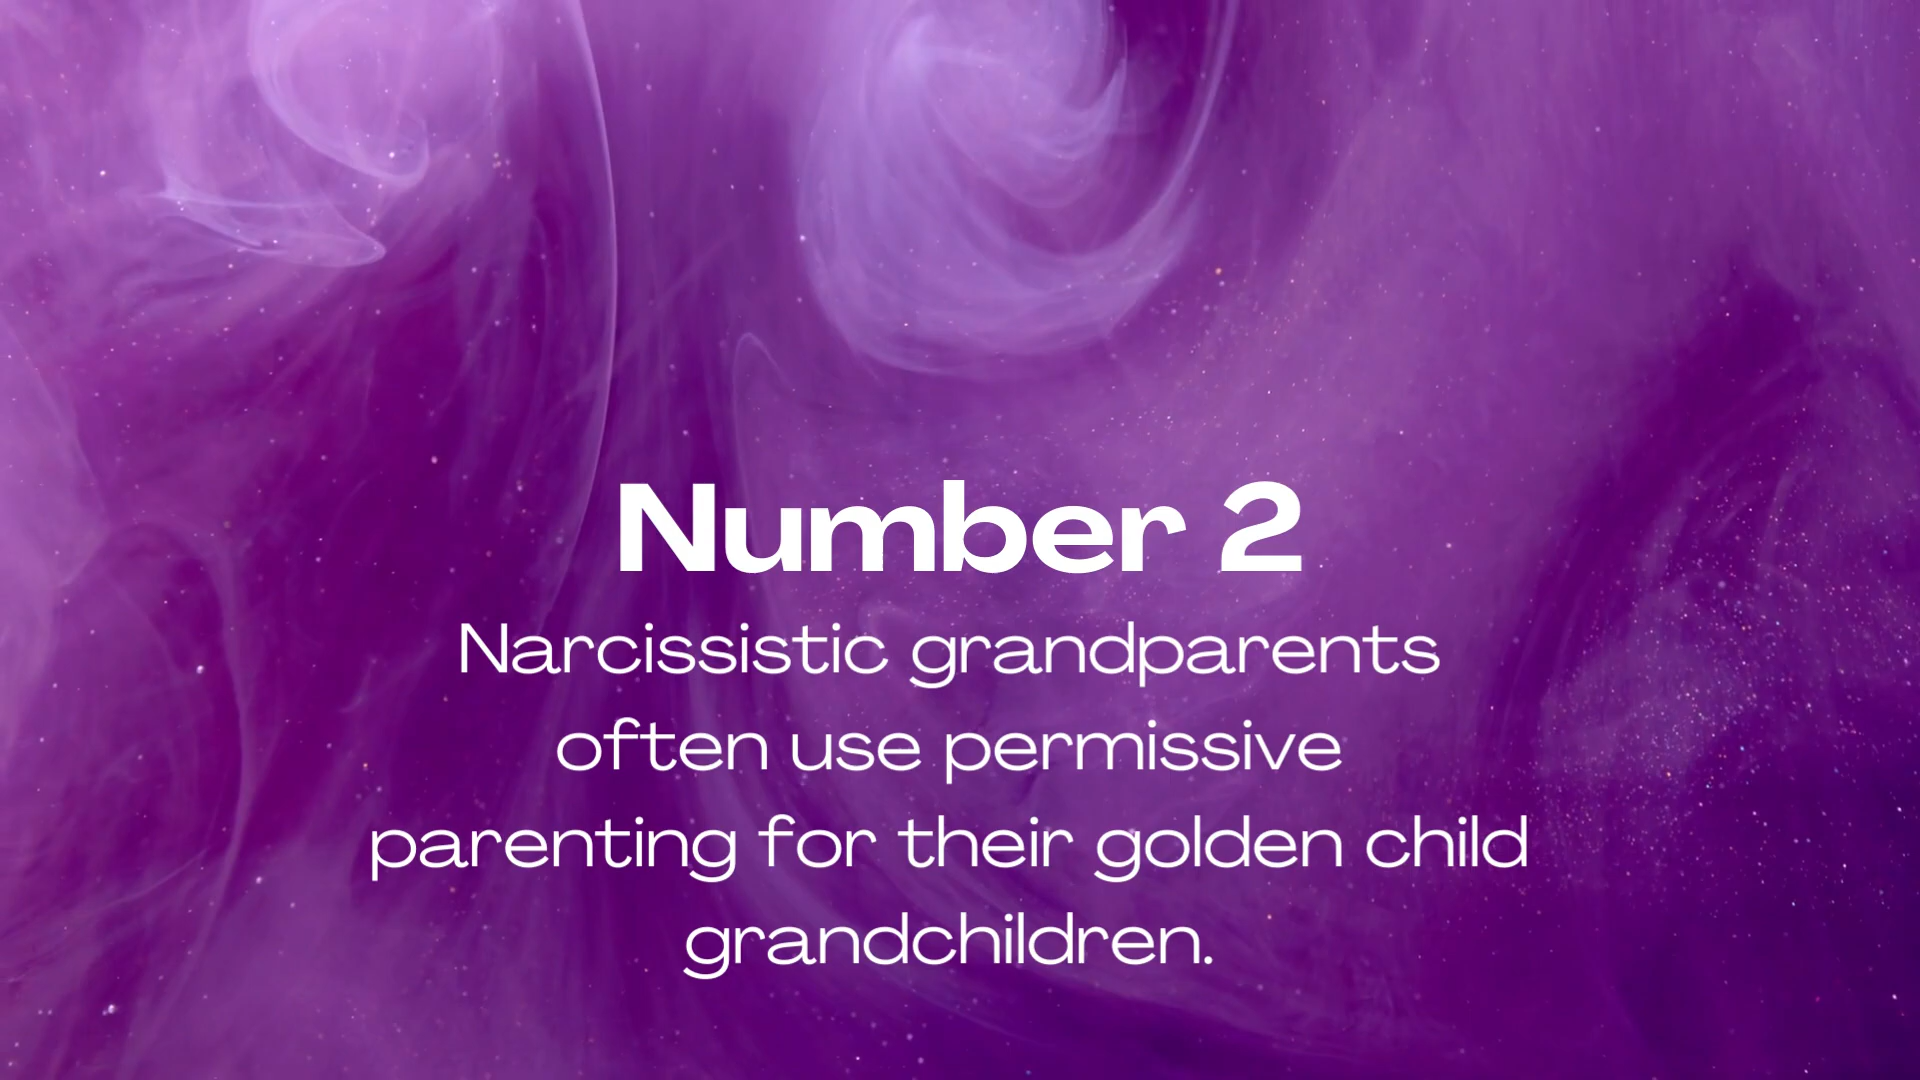 Number 2
Narcissistic grandparents
often use permissive
parenting for their golden child
grandchildren.